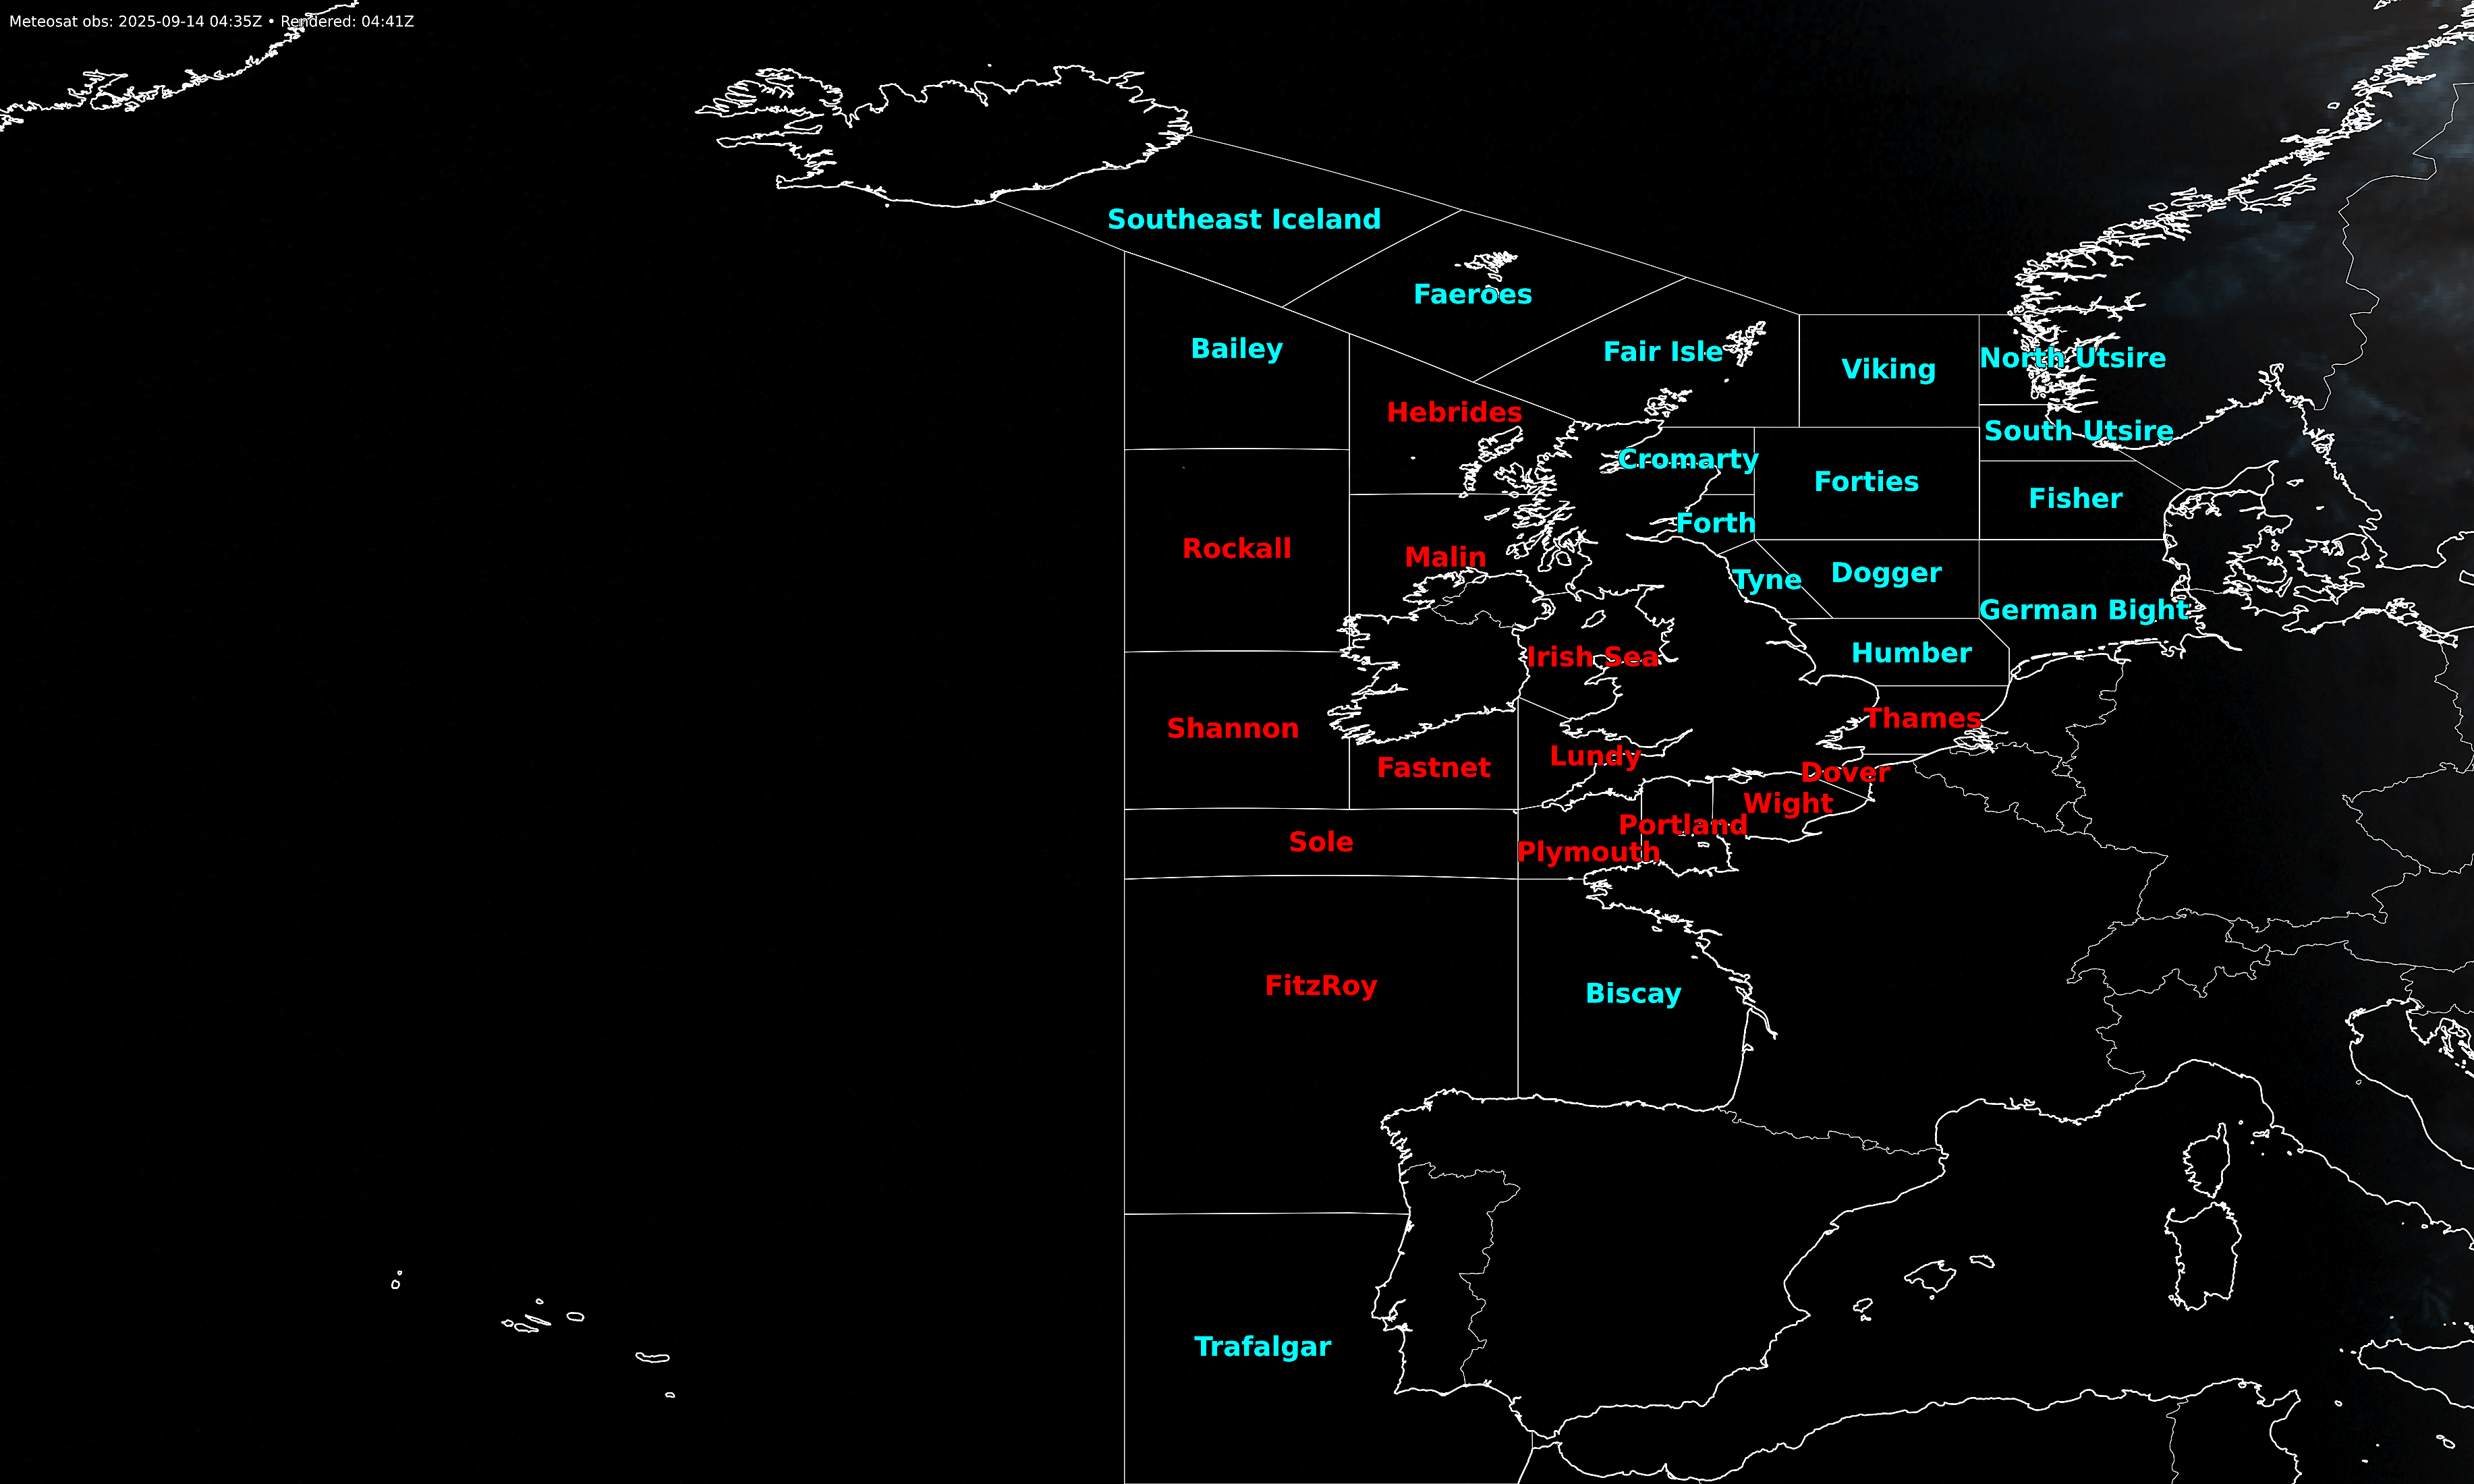 Meteosat obs: 2025-09-14 04:35Z • Rendered: 04:41Z
Southeast Iceland
Faeroes
Bailey
Fair Isle
Viking
North Utsire
Hebrides
South Utsire
Cromarty
Forties
Fisher
Forth
Rockall
Malin
Tyne
Dogger
German Bight
Irish Sea
Humber
Shannon
Thames
Fastnet
Lundy
Dover
Wight
Portland
Sole
Plymouth
FitzRoy
Biscay
Trafalgar